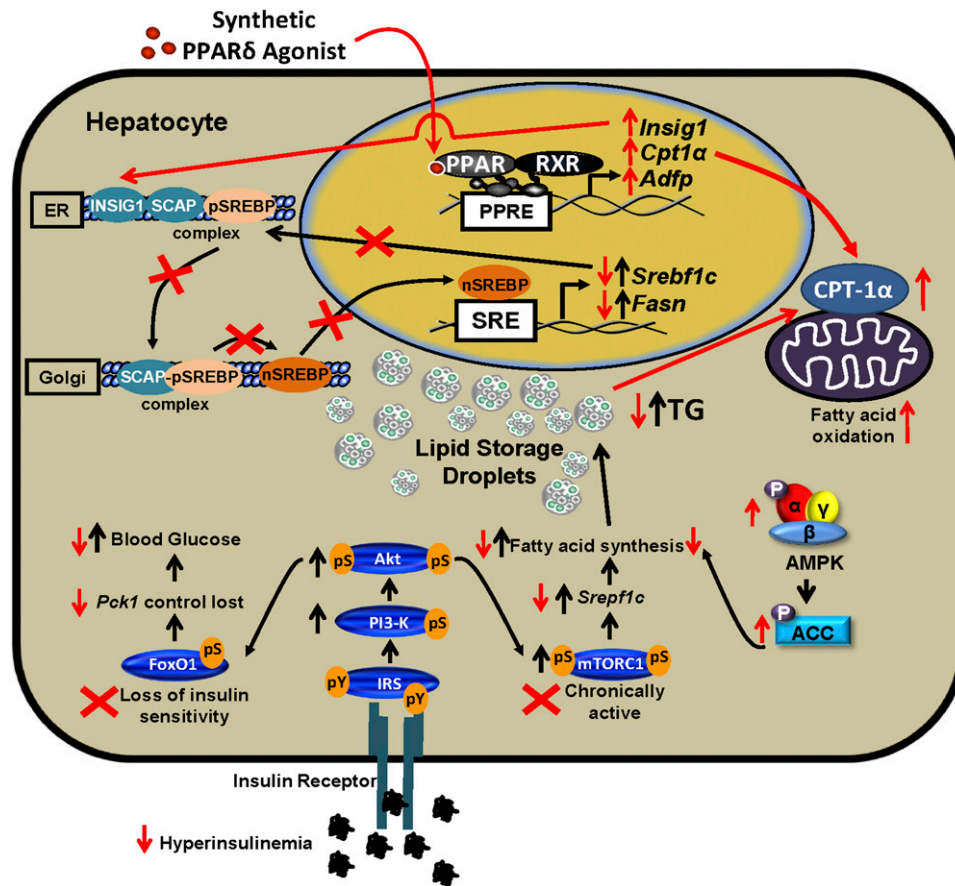 Synthetic
PPARδ Agonist
Hepatocyte
Insig1
Cpt1α
Adfp
PPAR
RXR
PPRE
ER
INSIG1
SCAP
pSREBP
complex
Srebf1c
Fasn
nSREBP
SRE
CPT-1α
Golgi
SCAP
-pSREBP
nSREBP
complex
TG
Fatty acid
oxidation
Lipid Storage
Droplets
P
α
γ
β
AMPK
Blood Glucose
pS
Akt
pS
Fatty acid synthesis
Pck1 control lost
PI3-K
pS
Srepf1c
P
ACC
FoxO1
pS
pY
IRS
pY
pS
mTORC1
pS
Loss of insulin
sensitivity
Chronically
active
Insulin Receptor
Hyperinsulinemia